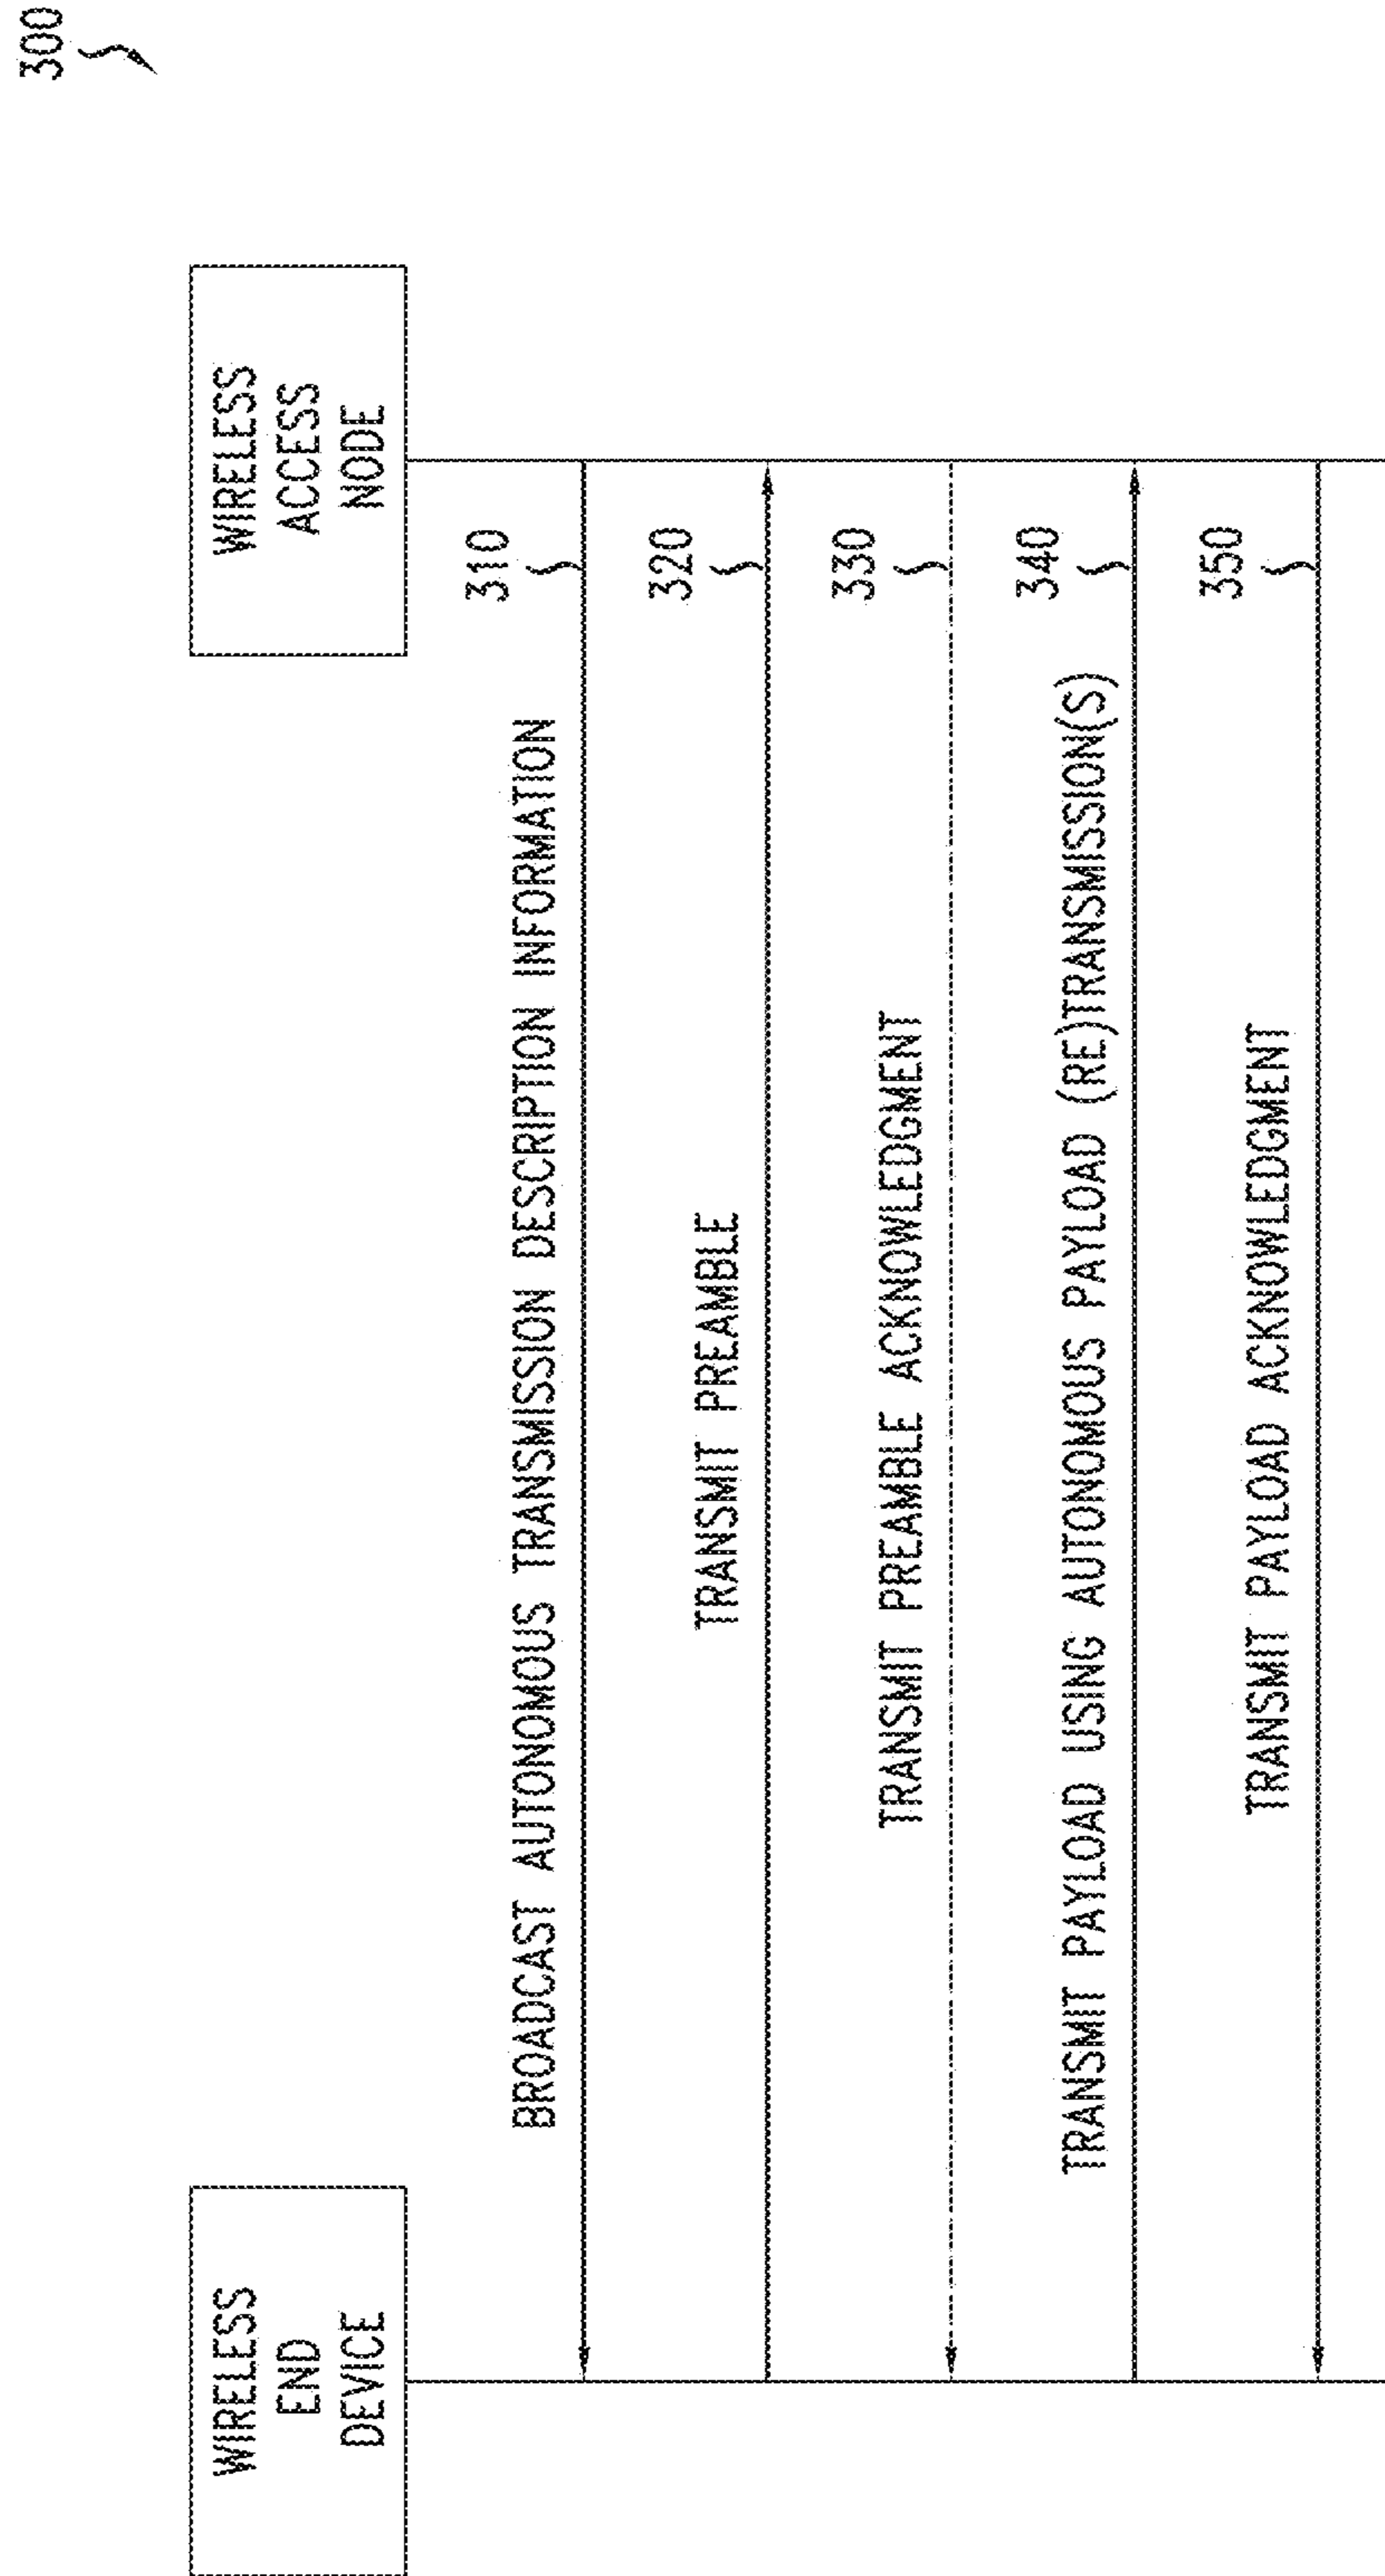 300
WIRELESS
END
DEVICE
WIRELESS
ACCESS
NODE
310
BROADCAST AUTONOMOUS TRANSMISSION DESCRIPTION INFORMATION
320
TRANSMIT PREAMBLE
330
TRANSMIT PREAMBLE ACKNOWLEDGMENT
340
TRANSMIT PAYLOAD USING AUTONOMOUS PAYLOAD (RE)TRANSMISSION(S)
350
TRANSMIT PAYLOAD ACKNOWLEDGMENT